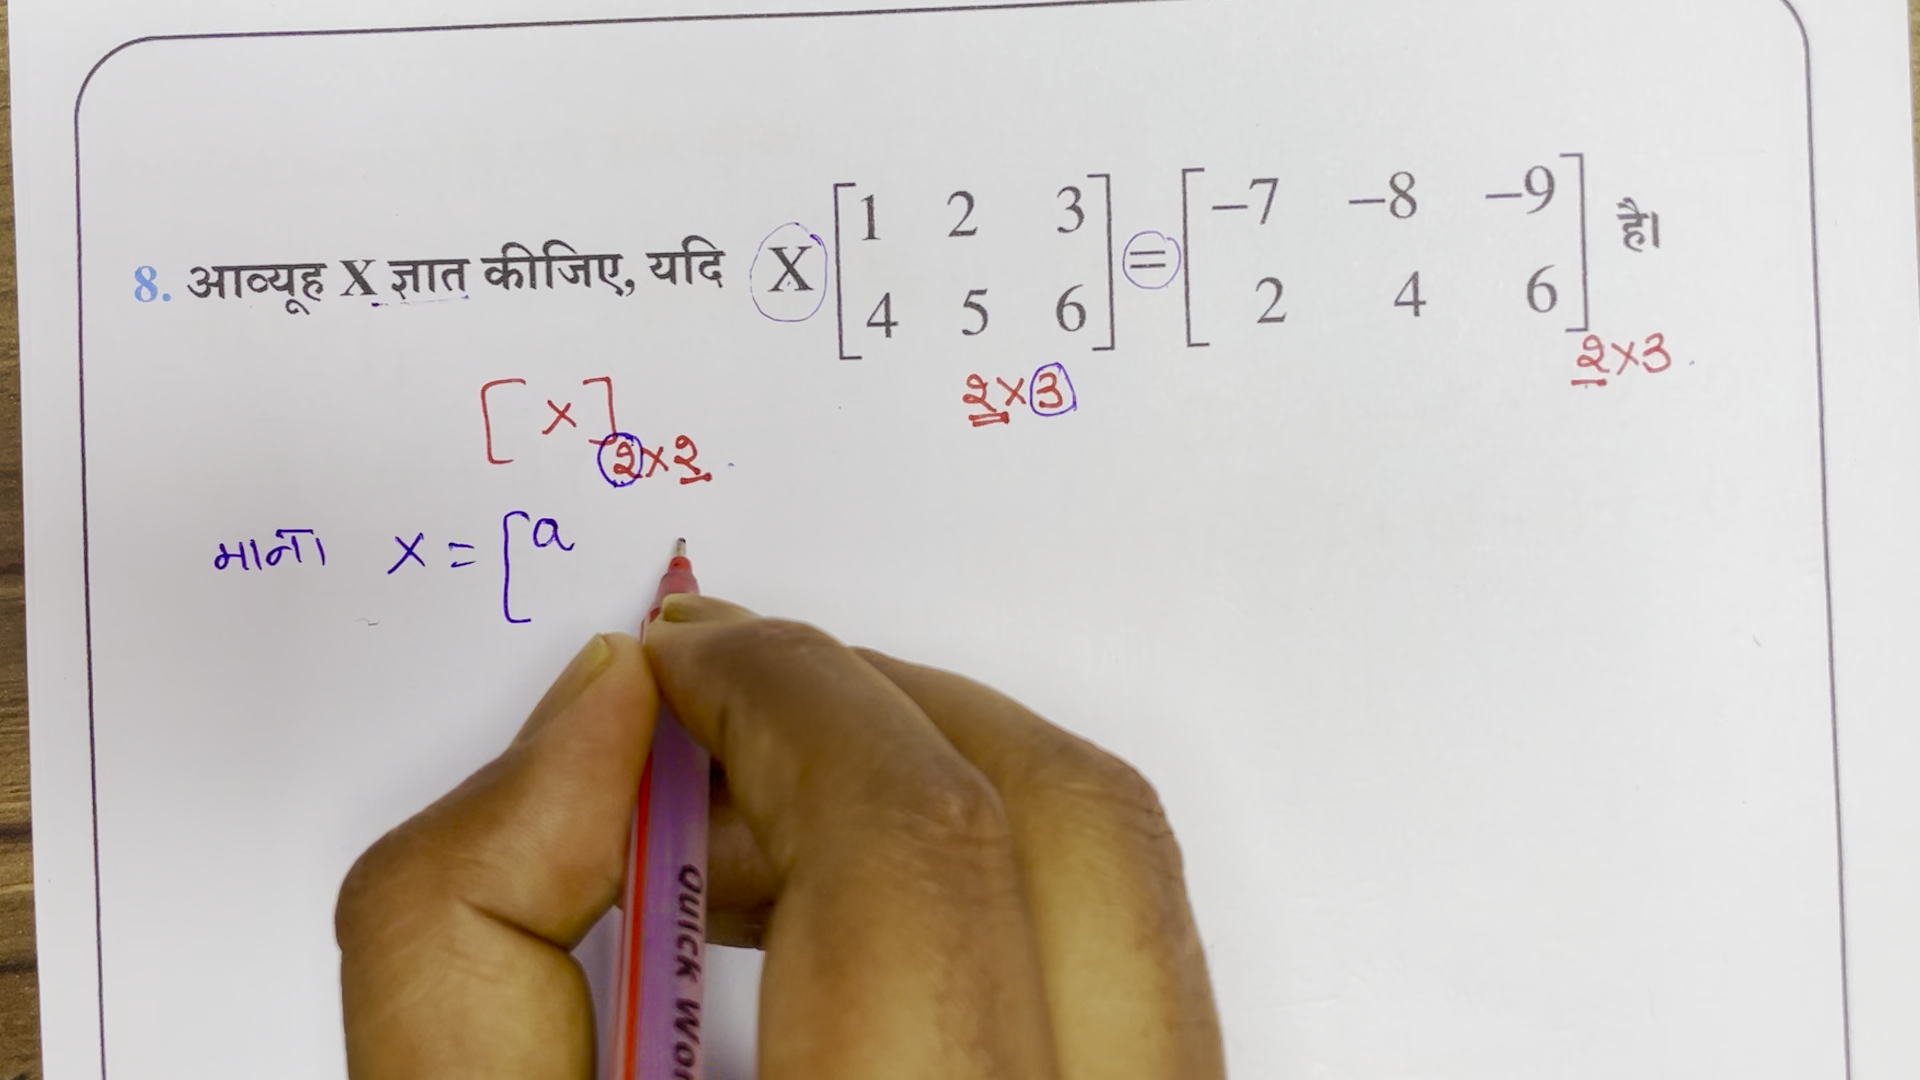 8. आव्यूह X ज्ञात कीजिए, यदि X [1 2 3 = [-7 -8 -9 है।
4 5 6] 2 4 6]
2×3
2×3
[x]2×2
माना x = [a
Quick Wor